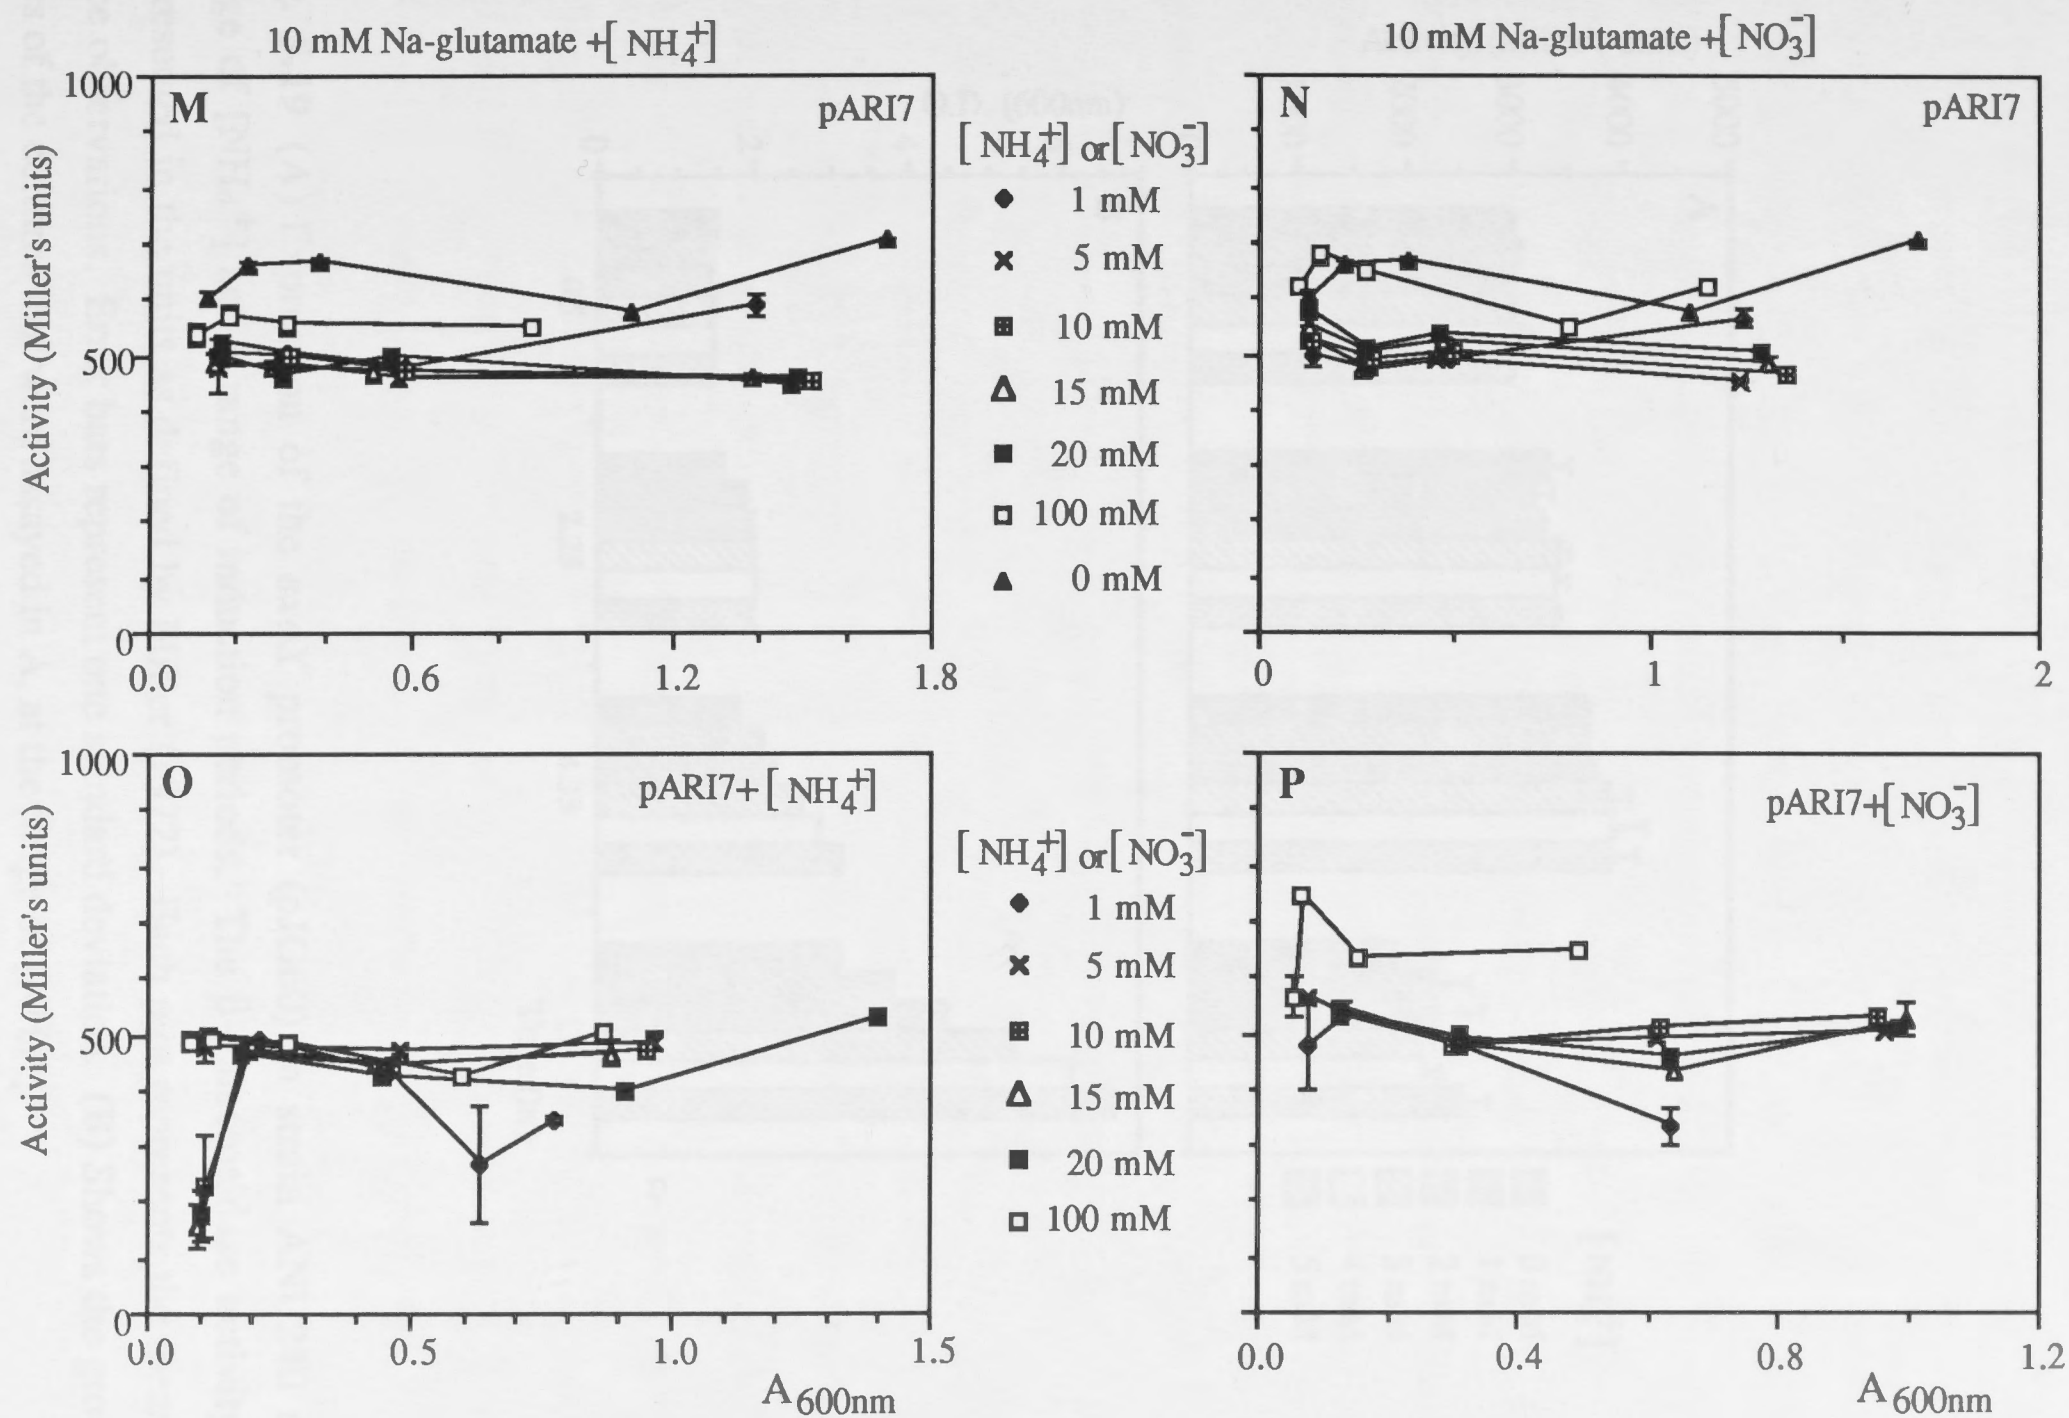 10 mM Na-glutamate +[ NH₄⁺]
10 mM Na-glutamate +[ NO₃⁻]
M
pARI7
N
pARI7
Activity (Miller's units)
1000
500
0
0.0 0.6 1.2 1.8
[ NH₄⁺] or [ NO₃⁻]
1 mM
5 mM
10 mM
15 mM
20 mM
100 mM
0 mM
0 1 2
O
pARI7+ [ NH₄⁺]
P
pARI7+[ NO₃⁻]
Activity (Miller's units)
1000
500
0
0.0 0.5 1.0 1.5
A600nm
[ NH₄⁺] or [ NO₃⁻]
1 mM
5 mM
10 mM
15 mM
20 mM
100 mM
0.0 0.4 0.8 1.2
A600nm